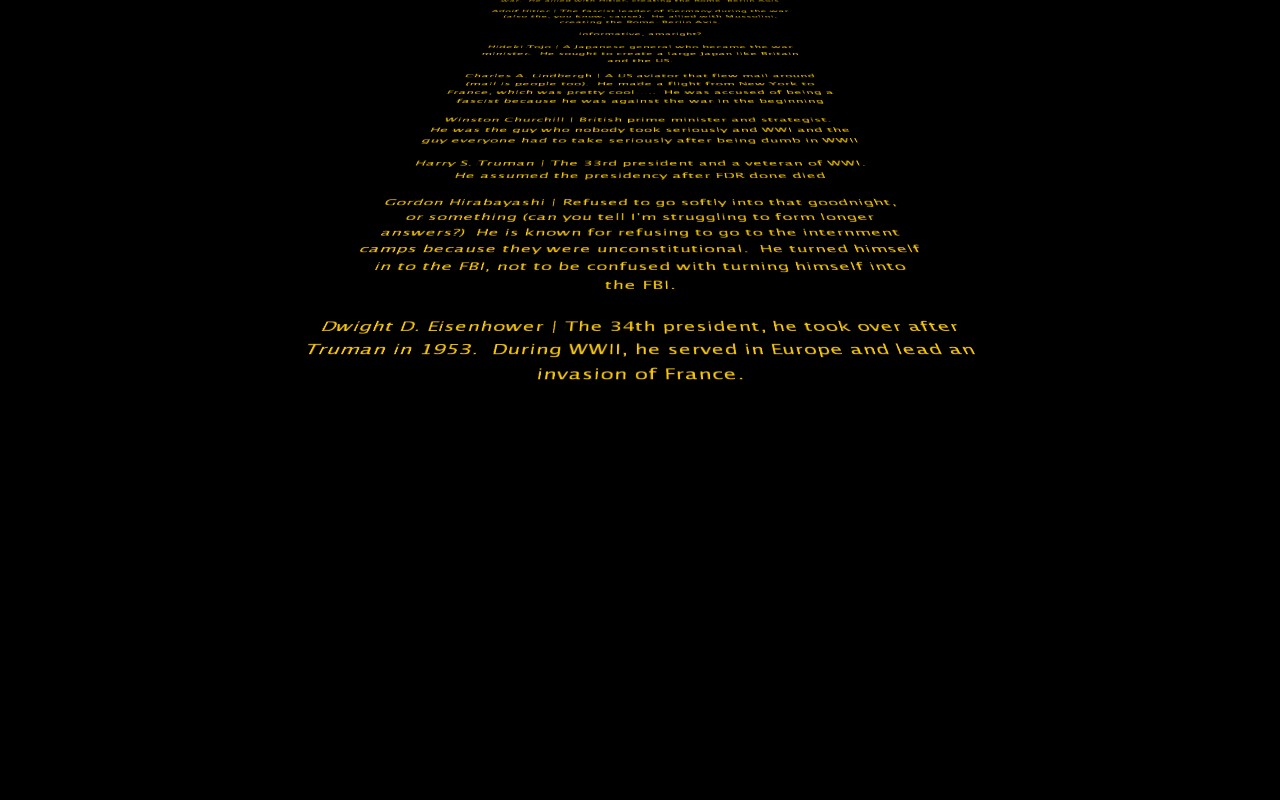 war. He allied with Hitler, creating the Rome Berlin Axis
Adolf Hitler | The fascist leader of Germany during the war
(also the, you know, cause). He allied with Mussolini,
creating the Rome Berlin Axis
informative, amaright?
Hideki Tojo | A Japanese general who became the war
minister. He sought to create a large Japan like Britain
and the US
Charles A. Lindbergh | A US aviator that flew mail around
(mail is people too). He made a flight from New York to
France, which was pretty cool ... He was accused of being a
fascist because he was against the war in the beginning
Winston Churchill | British prime minister and strategist.
He was the guy who nobody took seriously and WWI and the
guy everyone had to take seriously after being dumb in WWII
Harry S. Truman | The 33rd president and a veteran of WWI.
He assumed the presidency after FDR done died
Gordon Hirabayashi | Refused to go softly into that goodnight,
or something (can you tell I'm struggling to form longer
answers?) He is known for refusing to go to the internment
camps because they were unconstitutional. He turned himself
in to the FBI, not to be confused with turning himself into
the FBI.
Dwight D. Eisenhower | The 34th president, he took over after
Truman in 1953. During WWII, he served in Europe and lead an
invasion of France.